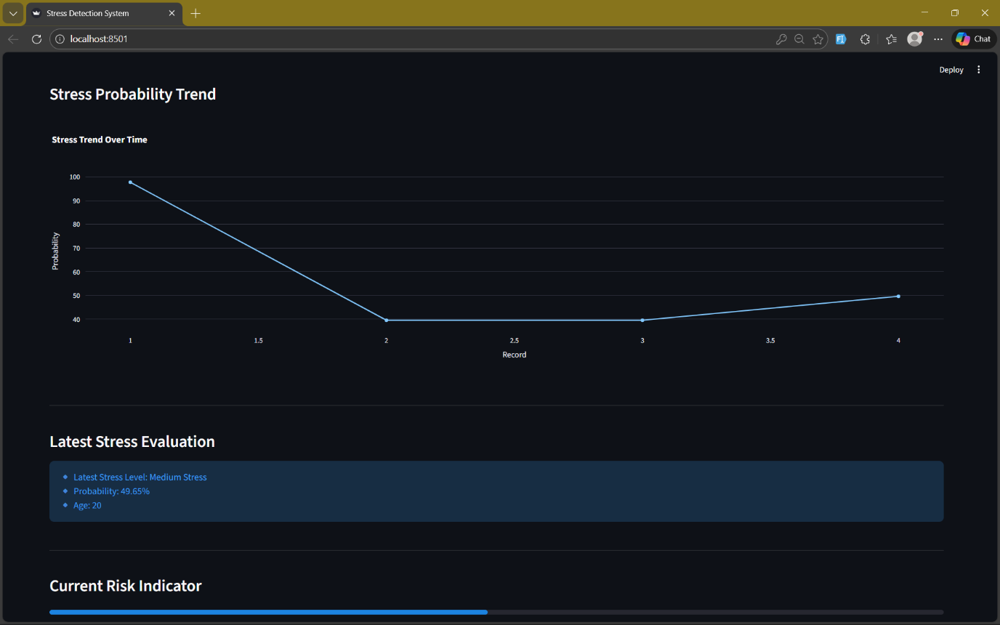 Stress Detection System
localhost:8501
Chat
Deploy
Stress Probability Trend
Stress Trend Over Time
100
90
80
70
60
50
40
Probability
1 1.5 2 2.5 3 3.5 4
Record
Latest Stress Evaluation
Latest Stress Level: Medium Stress
Probability: 49.65%
Age: 20
Current Risk Indicator